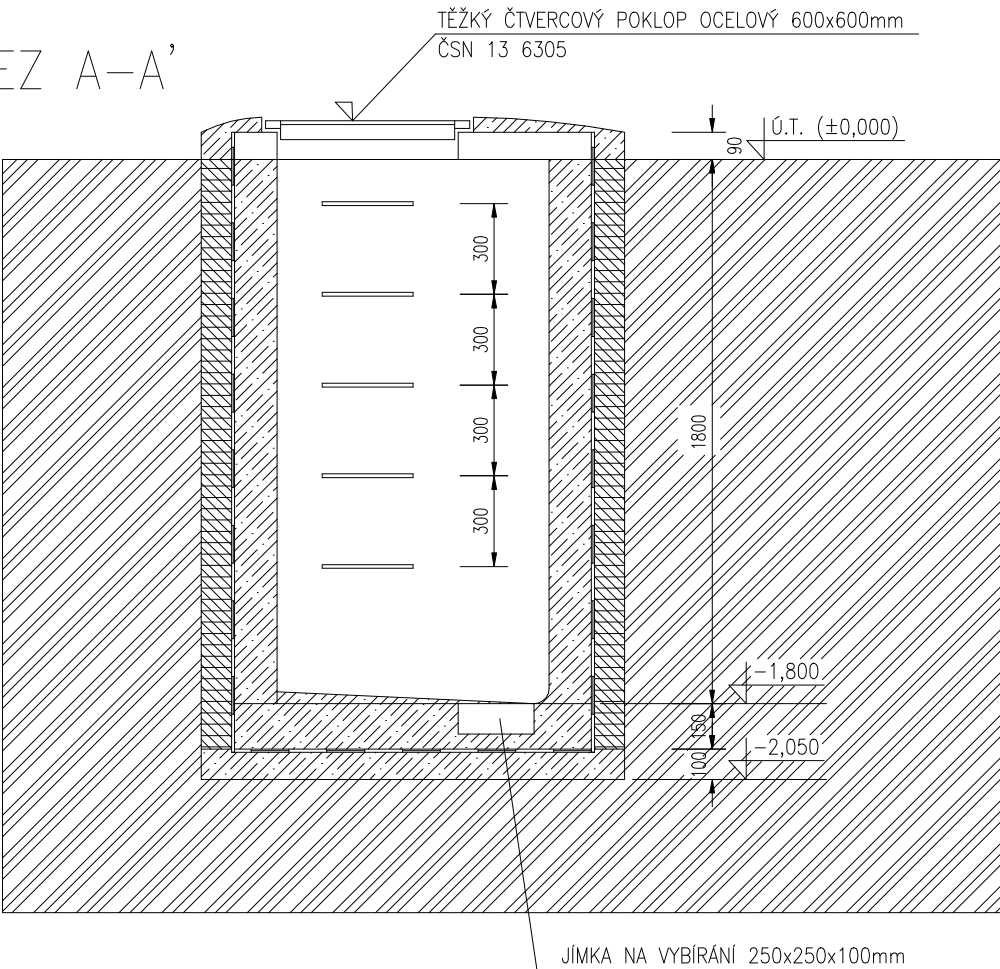 TĚŽKÝ ČTVERCOVÝ POKLOP OCELOVÝ 600x600mm
ČSN 13 6305
EZ A-A'
Ú.T. (±0,000)
90
300
300
300
300
1800
-1,800
150
-2,050
100
JÍMKA NA VYBÍRÁNÍ 250x250x100mm